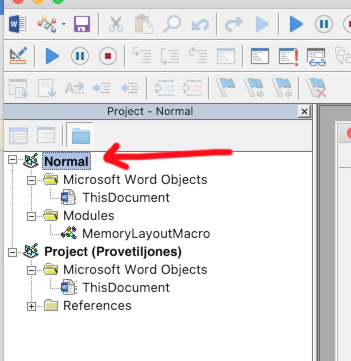 Project - Normal
Normal
Microsoft Word Objects
ThisDocument
Modules
MemoryLayoutMacro
Project (Provetiljones)
Microsoft Word Objects
ThisDocument
References